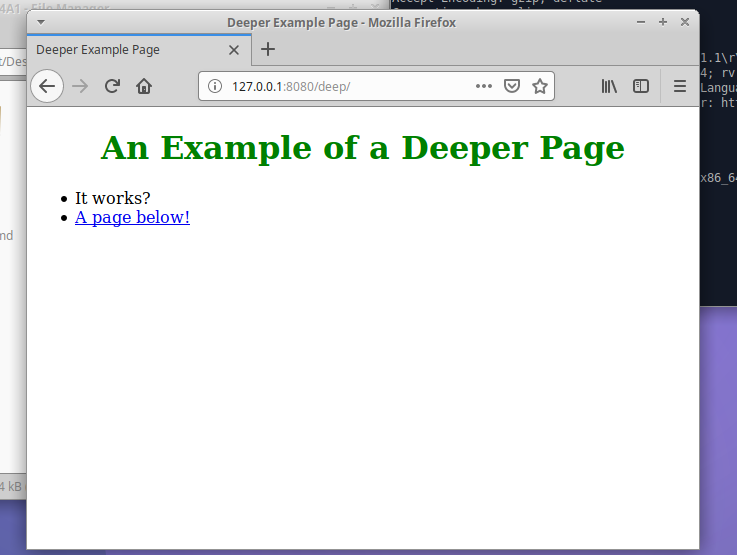 4A1 - File Manager
Accept-Encoding: gzip, deflate
Deeper Example Page - Mozilla Firefox
Deeper Example Page
1.1\r\
t/Des
4; rv
127.0.0.1:8080/deep/
Langua
r: htt
An Example of a Deeper Page
x86_64
It works?
A page below!
md
4 kB